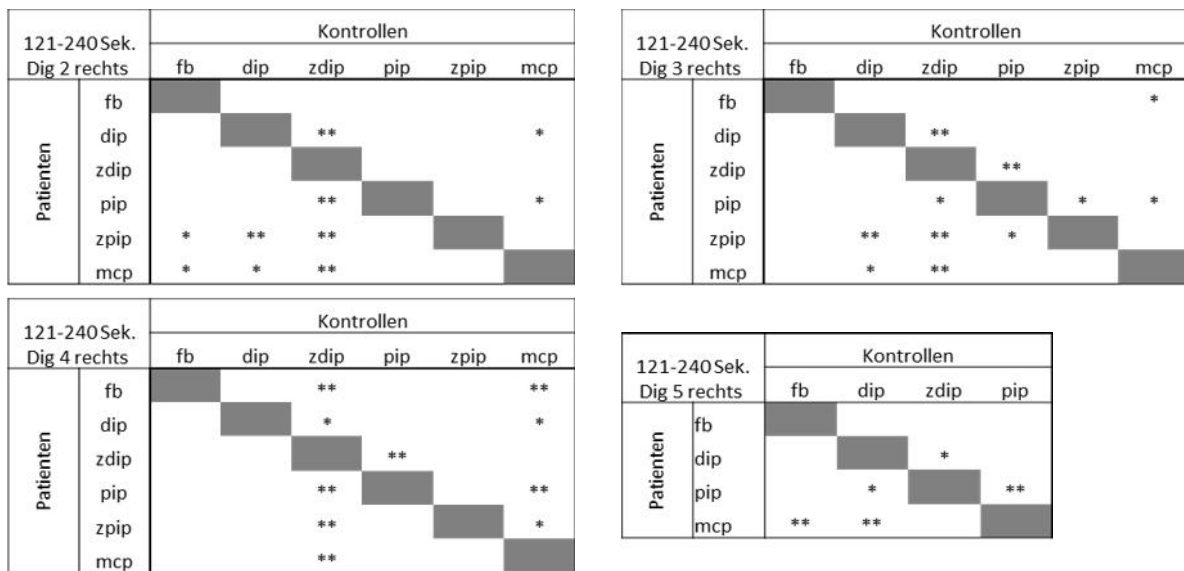 121-240 Sek. Kontrollen
Dig 2 rechts fb dip zdip pip zpip mcp
Patienten
fb
dip ** *
zdip
pip ** *
zpip * ** **
mcp * * **
121-240 Sek. Kontrollen
Dig 3 rechts fb dip zdip pip zpip mcp
Patienten
fb *
dip **
zdip **
pip * * *
zpip ** ** *
mcp * **
121-240 Sek. Kontrollen
Dig 4 rechts fb dip zdip pip zpip mcp
Patienten
fb ** **
dip * *
zdip **
pip ** **
zpip ** *
mcp **
121-240 Sek. Kontrollen
Dig 5 rechts fb dip zdip pip
Patienten
fb
dip *
pip * **
mcp ** **